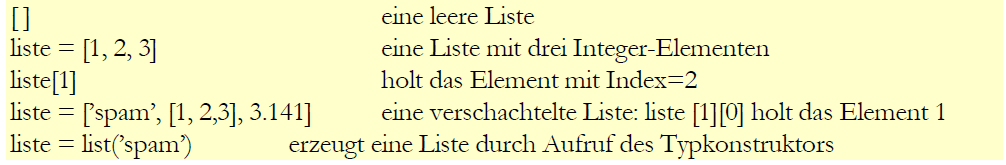 [ ] eine leere Liste
liste = [1, 2, 3] eine Liste mit drei Integer-Elementen
liste[1] holt das Element mit Index=2
liste = [’spam’, [1, 2,3], 3.141] eine verschachtelte Liste: liste [1][0] holt das Element 1
liste = list(’spam’) erzeugt eine Liste durch Aufruf des Typkonstruktors